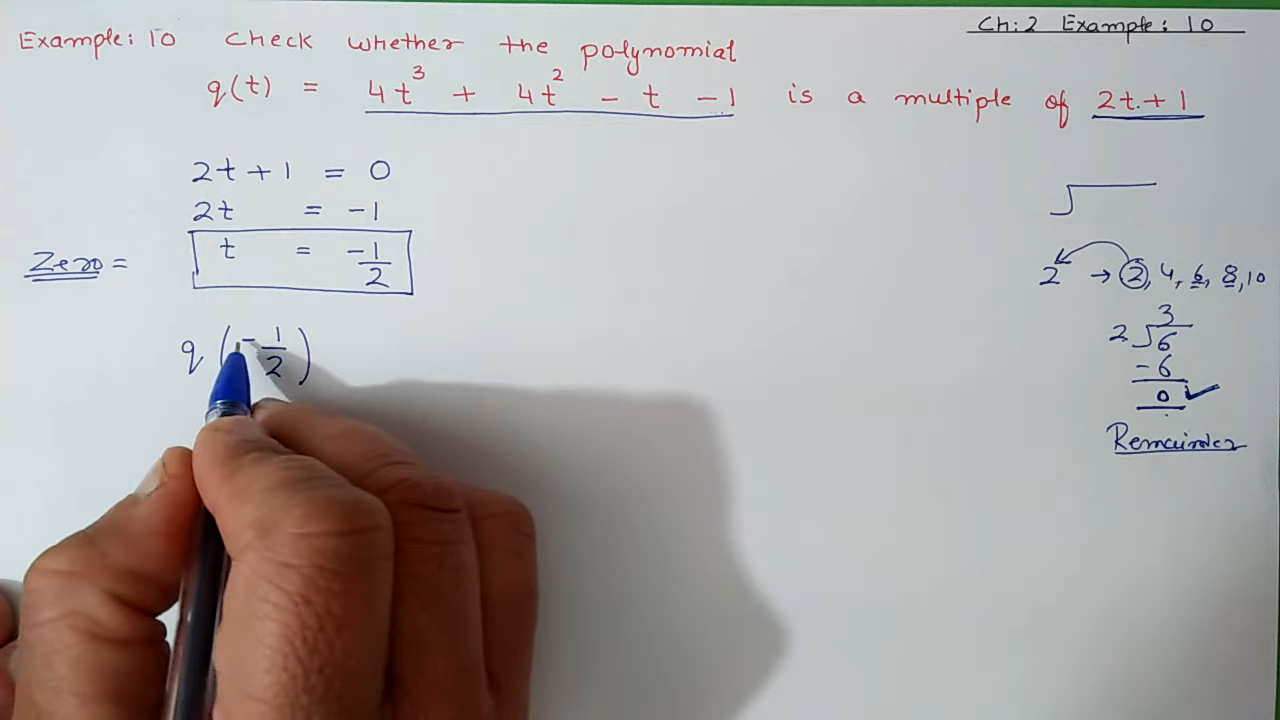 Ch: 2 Example: 10
Example: 10 Check whether the polynomial
q(t) = 4t³ + 4t² - t - 1 is a multiple of 2t + 1
2t + 1 = 0
2t = -1
Zero = t = -1/2
q(-1/2)
2 → 2, 4, 6, 8, 10
3
2 6
- 6
0 ✓
Remainder